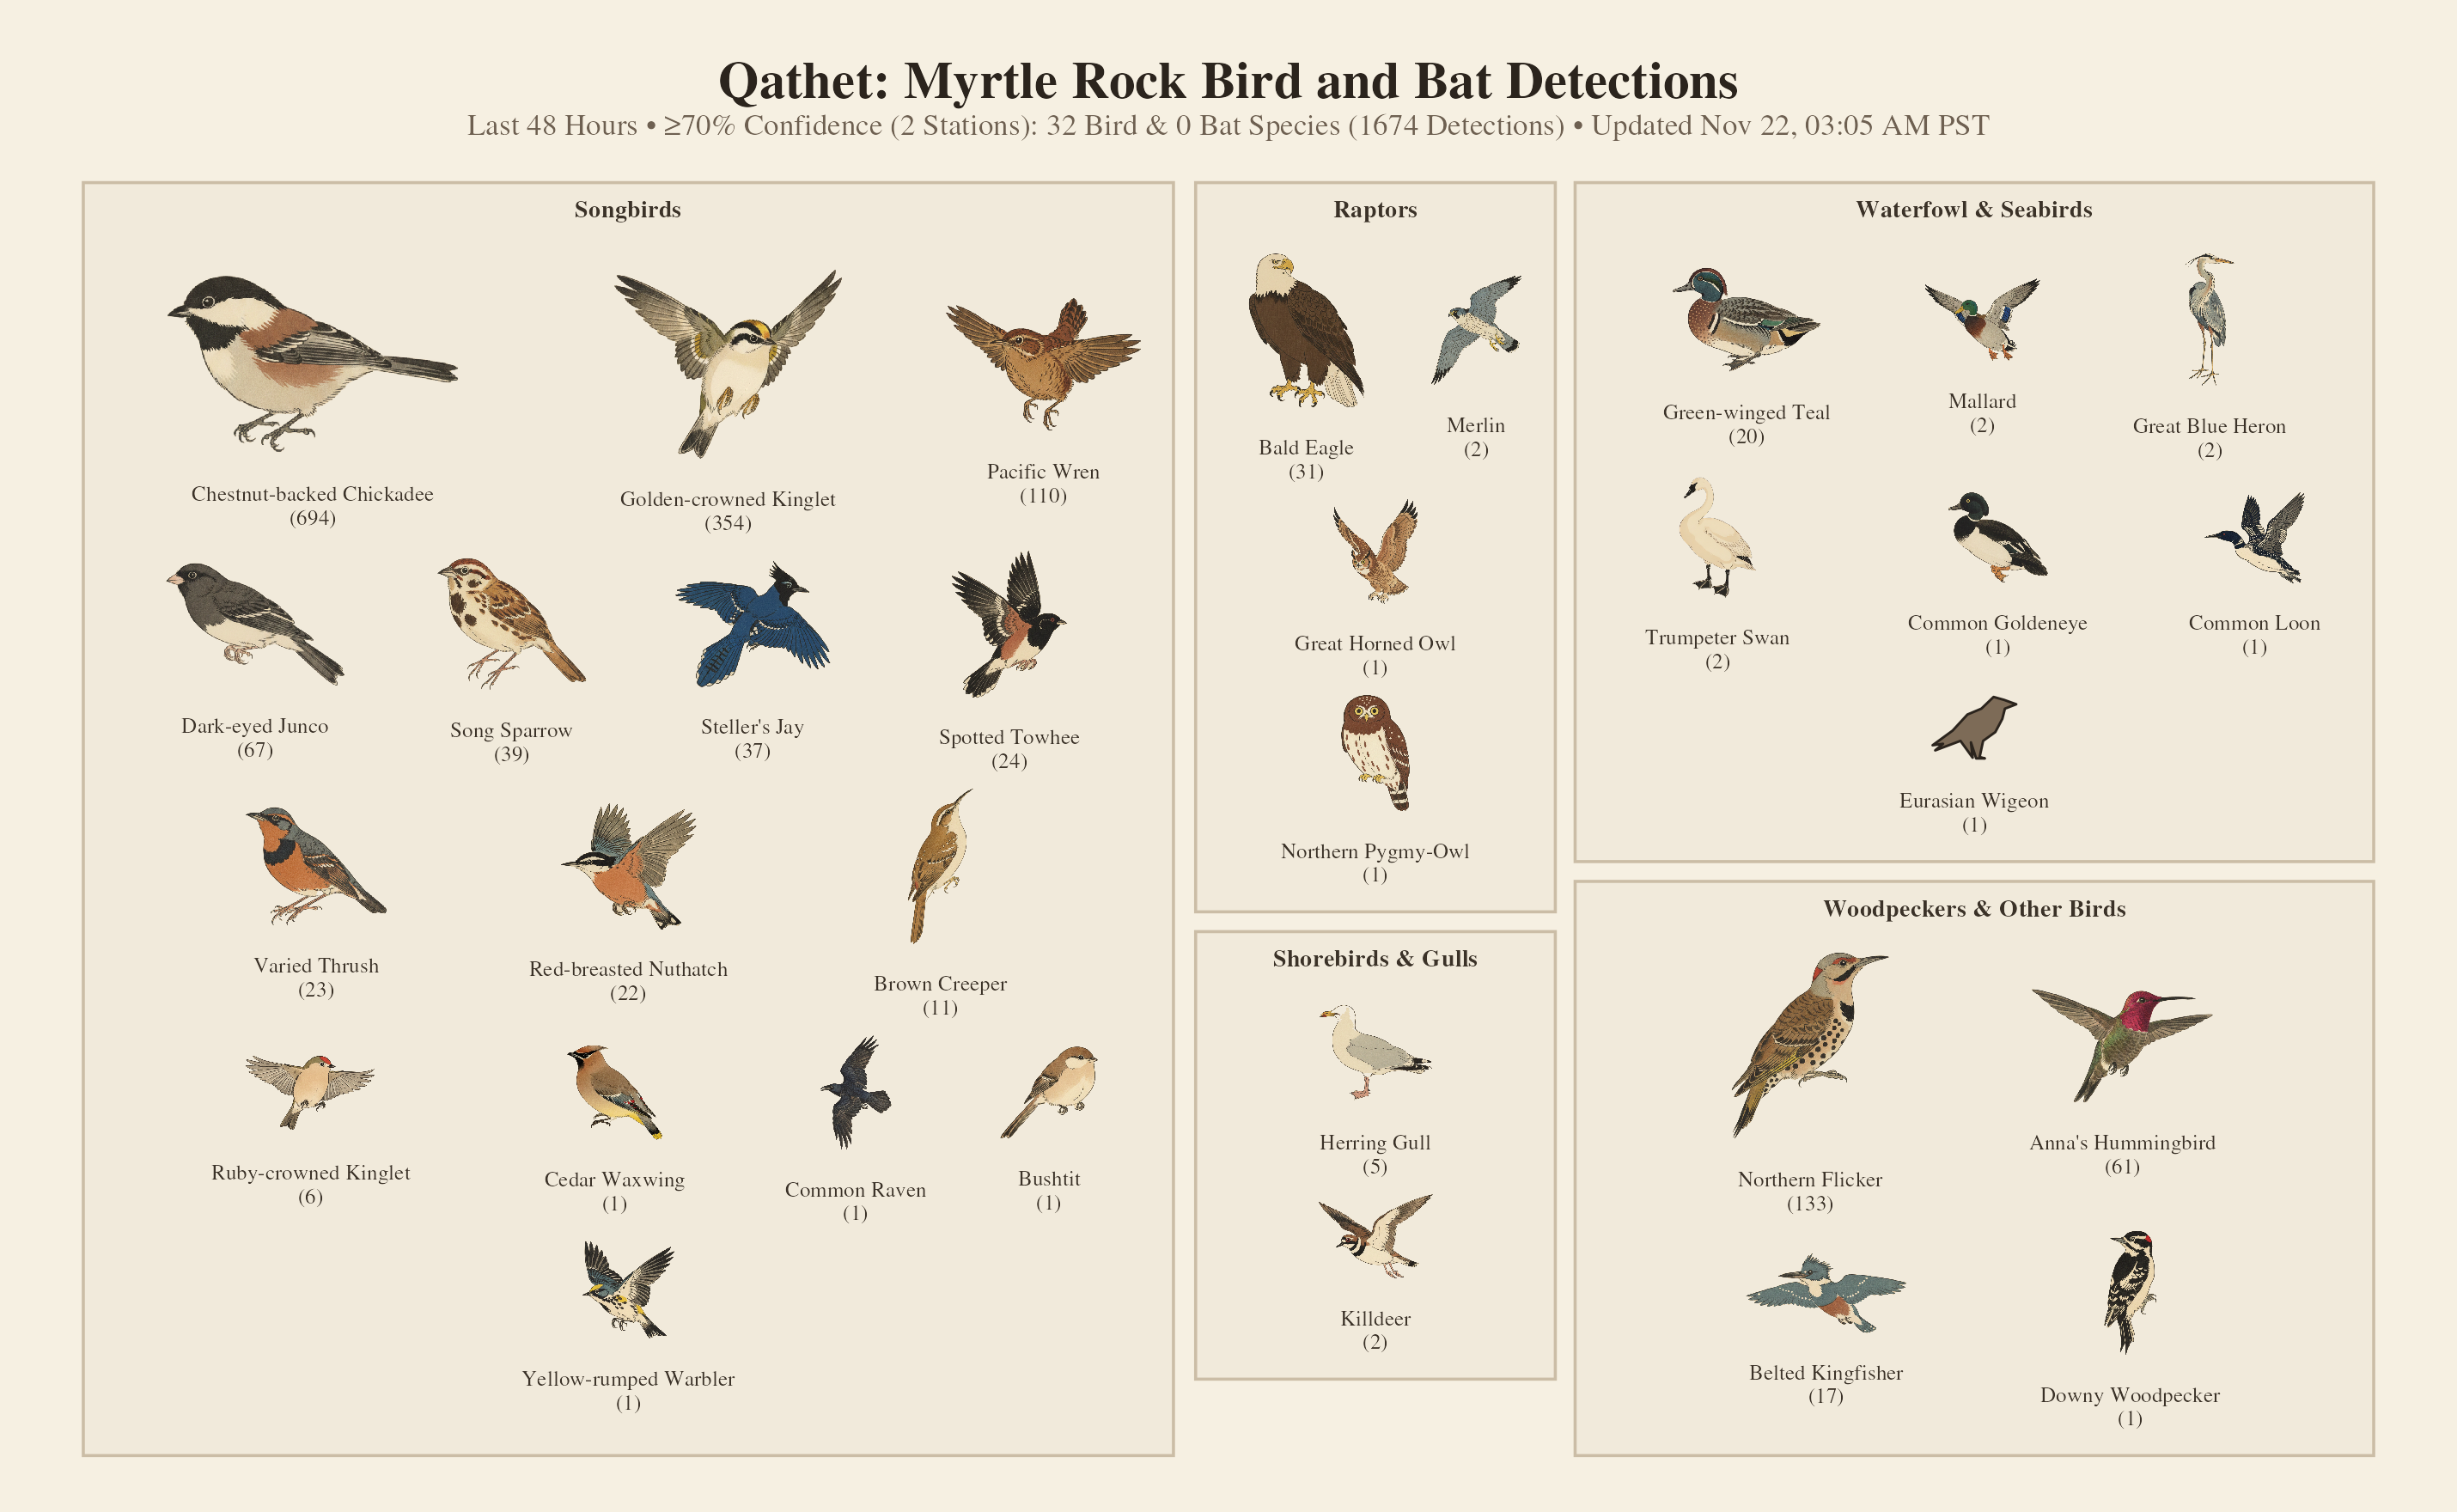 Qathet: Myrtle Rock Bird and Bat Detections
Last 48 Hours • ≥70% Confidence (2 Stations): 32 Bird & 0 Bat Species (1674 Detections) • Updated Nov 22, 03:05 AM PST
Songbirds
Chestnut-backed Chickadee
(694)
Golden-crowned Kinglet
(354)
Pacific Wren
(110)
Dark-eyed Junco
(67)
Song Sparrow
(39)
Steller's Jay
(37)
Spotted Towhee
(24)
Varied Thrush
(23)
Red-breasted Nuthatch
(22)
Brown Creeper
(11)
Ruby-crowned Kinglet
(6)
Cedar Waxwing
(1)
Common Raven
(1)
Bushtit
(1)
Yellow-rumped Warbler
(1)
Raptors
Bald Eagle
(31)
Merlin
(2)
Great Horned Owl
(1)
Northern Pygmy-Owl
(1)
Shorebirds & Gulls
Herring Gull
(5)
Killdeer
(2)
Waterfowl & Seabirds
Green-winged Teal
(20)
Mallard
(2)
Great Blue Heron
(2)
Trumpeter Swan
(2)
Common Goldeneye
(1)
Common Loon
(1)
Eurasian Wigeon
(1)
Woodpeckers & Other Birds
Northern Flicker
(133)
Anna's Hummingbird
(61)
Belted Kingfisher
(17)
Downy Woodpecker
(1)